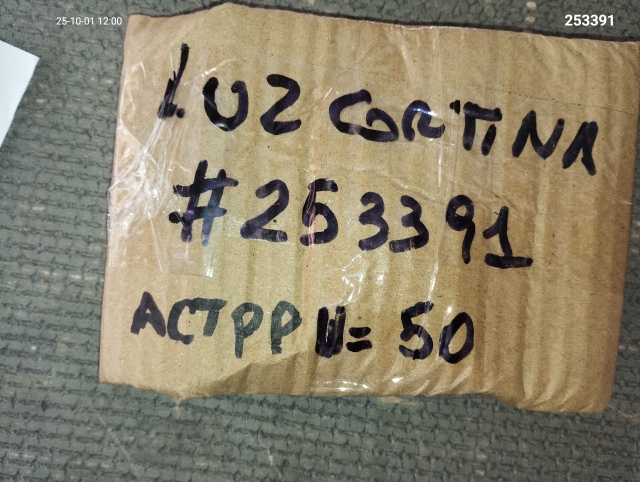 25-10-01 12:00
253391
LUZ CORTINA
#253391
ACTPP U= 50